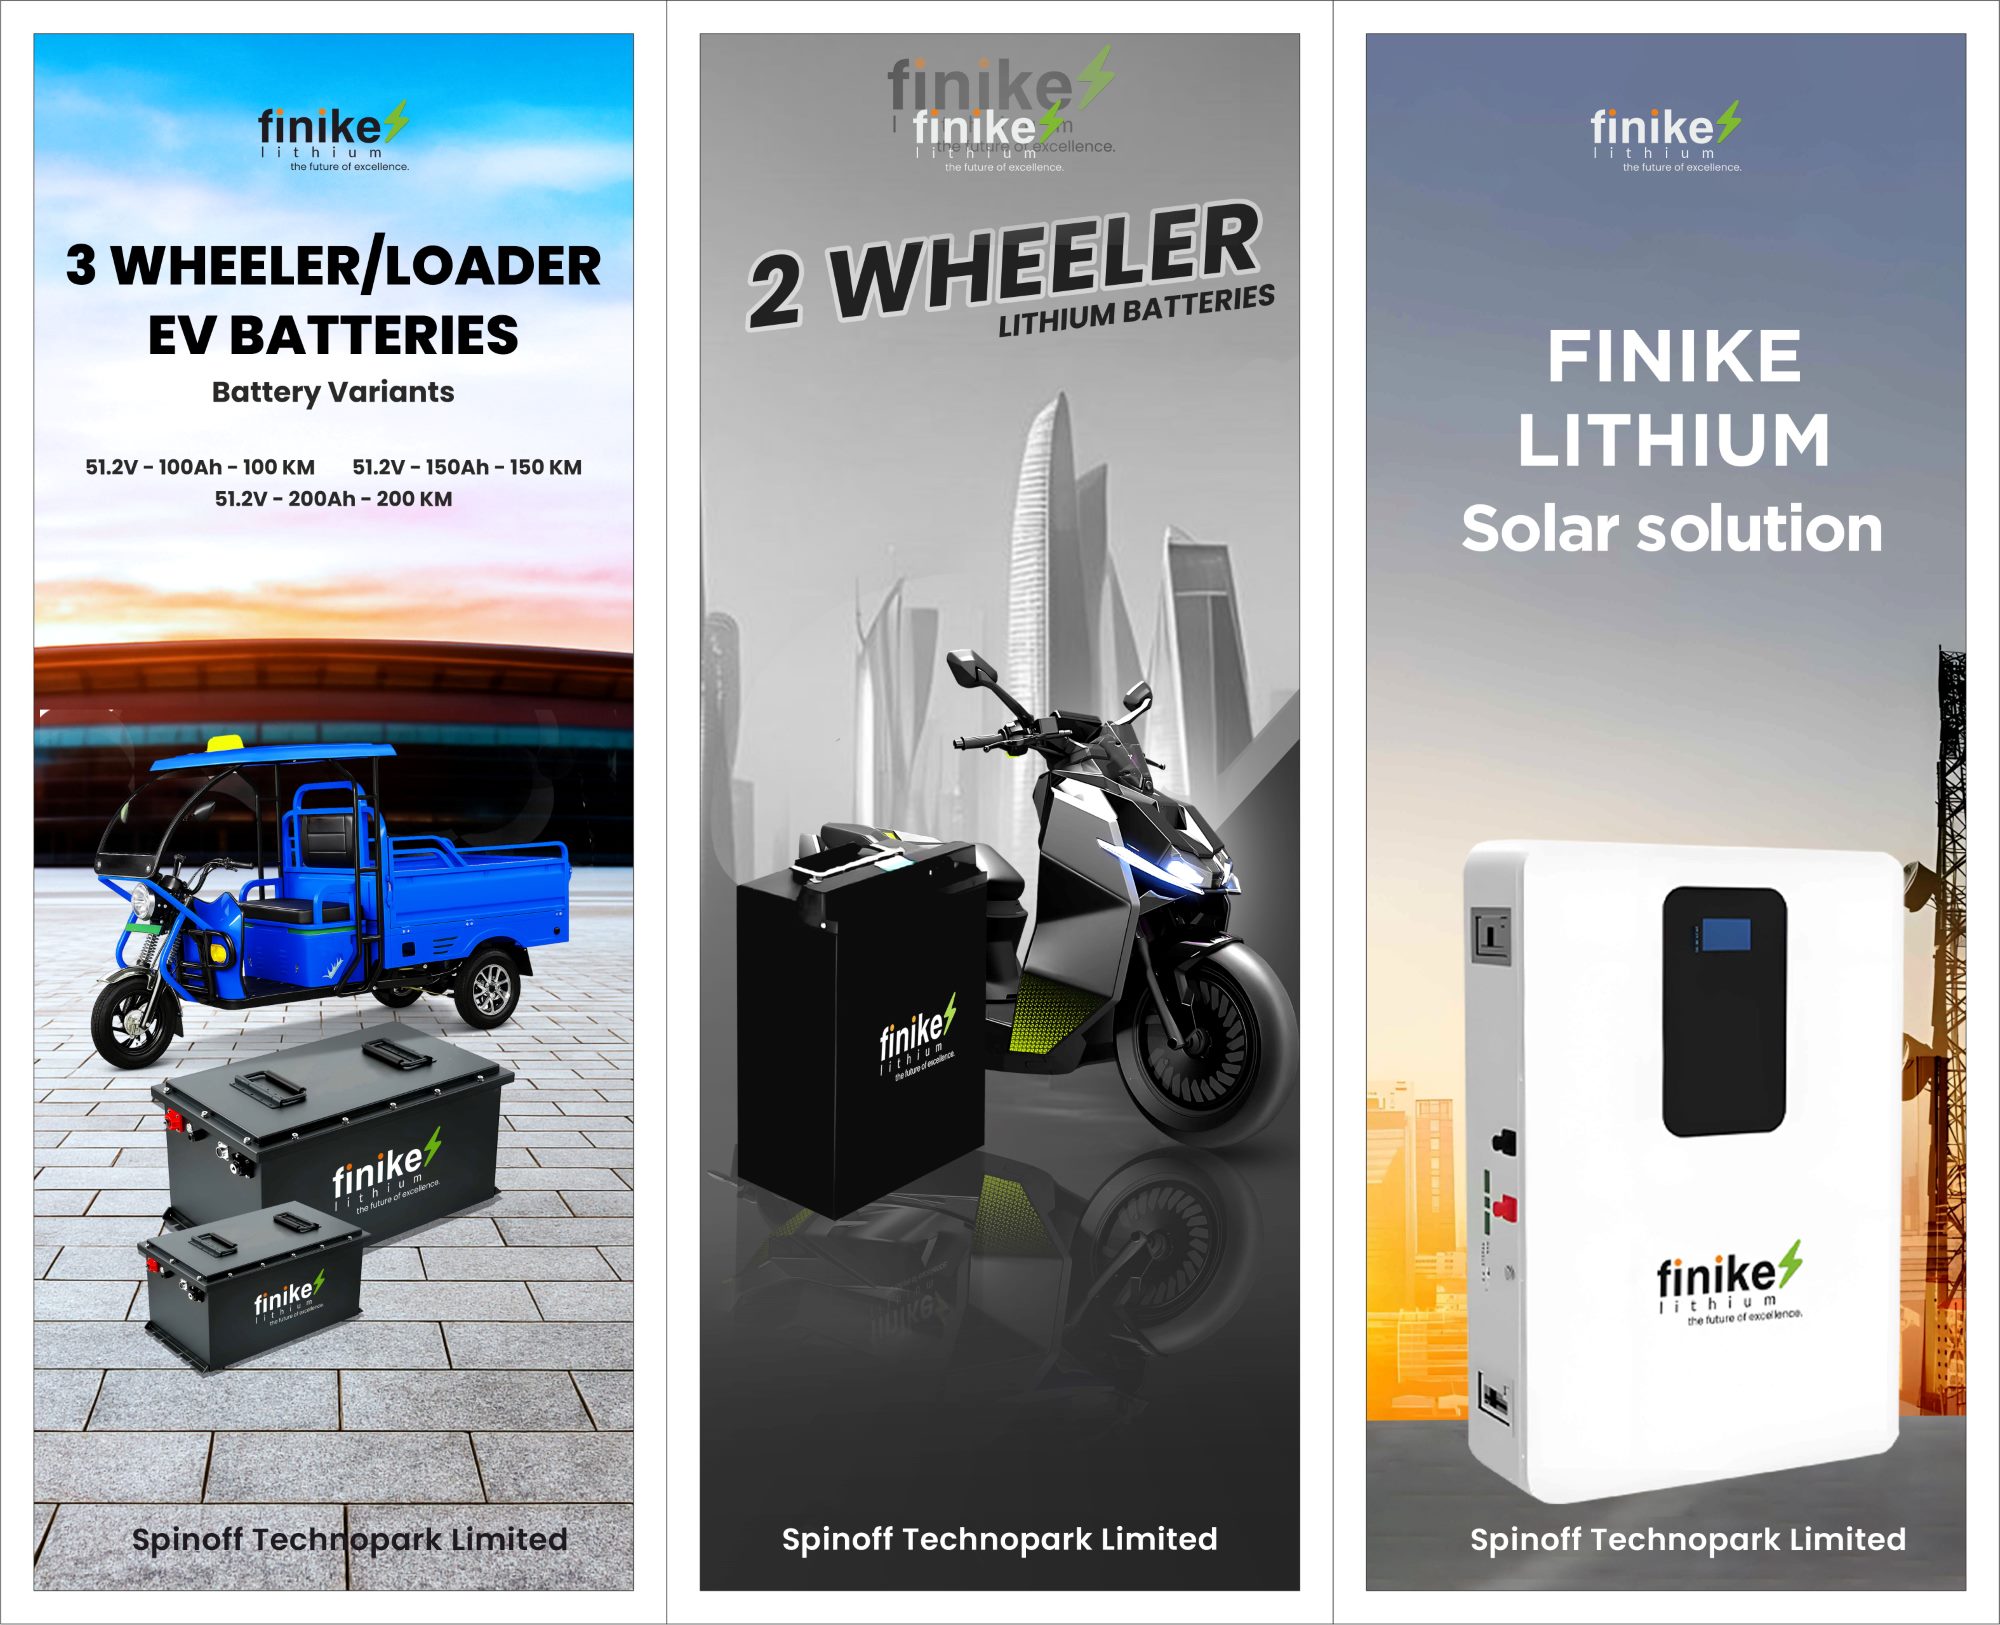 finike
lithium
the future of excellence.
3 WHEELER/LOADER
EV BATTERIES
Battery Variants
51.2V - 100Ah - 100 KM 51.2V - 150Ah - 150 KM
51.2V - 200Ah - 200 KM
finike
lithium
the future of excellence.
finike
lithium
the future of excellence.
Spinoff Technopark Limited
finike
the future of excellence.
finike
lithium
the future of excellence.
2 WHEELER
LITHIUM BATTERIES
finike
lithium
the future of excellence.
Spinoff Technopark Limited
finike
lithium
the future of excellence.
FINIKE
LITHIUM
Solar solution
finike
lithium
the future of excellence.
Spinoff Technopark Limited